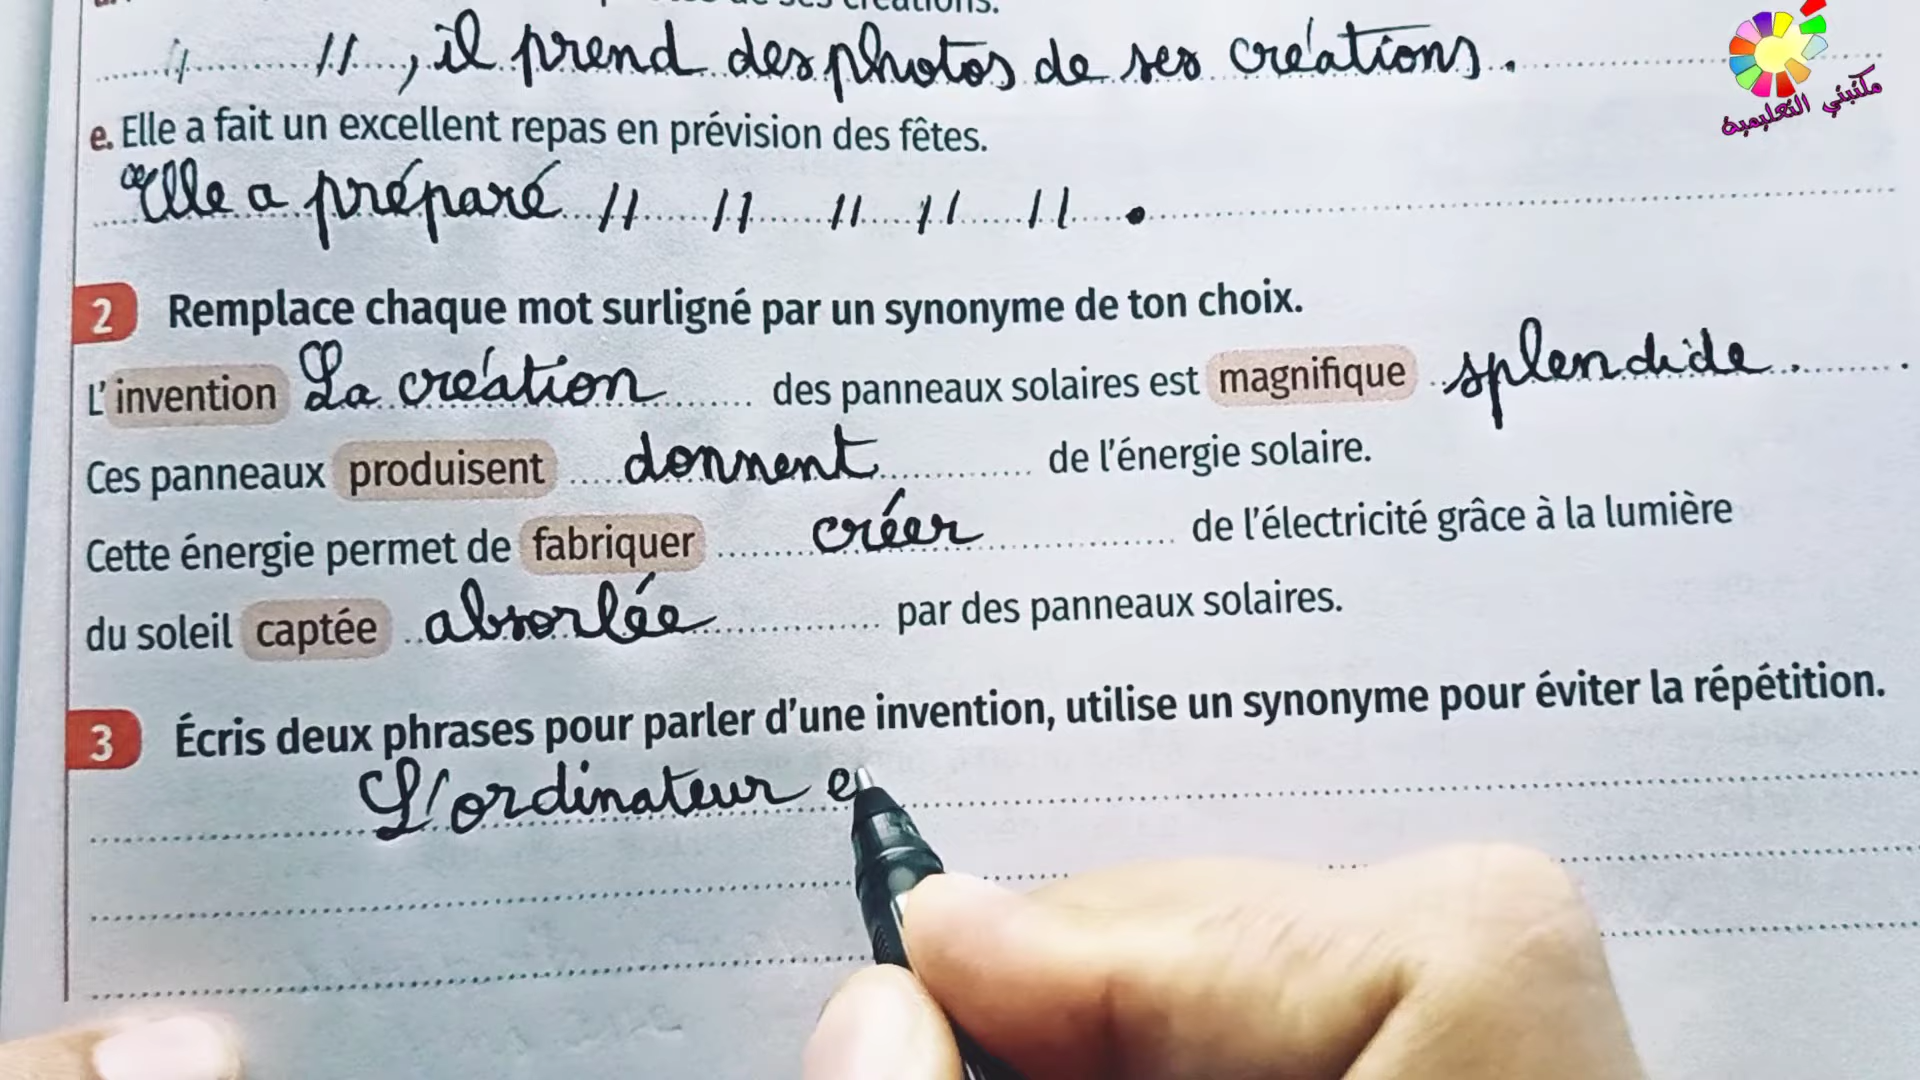 de ses créations.
// // , il prend des photos de ses créations.
e. Elle a fait un excellent repas en prévision des fêtes.
Elle a préparé // // // // // .
2 Remplace chaque mot surligné par un synonyme de ton choix.
L'invention La création des panneaux solaires est magnifique splendide .
Ces panneaux produisent donnent de l'énergie solaire.
Cette énergie permet de fabriquer créer de l'électricité grâce à la lumière
du soleil captée absorbée par des panneaux solaires.
3 Écris deux phrases pour parler d'une invention, utilise un synonyme pour éviter la répétition.
L'ordinateur e
مكتبتي التعليمية